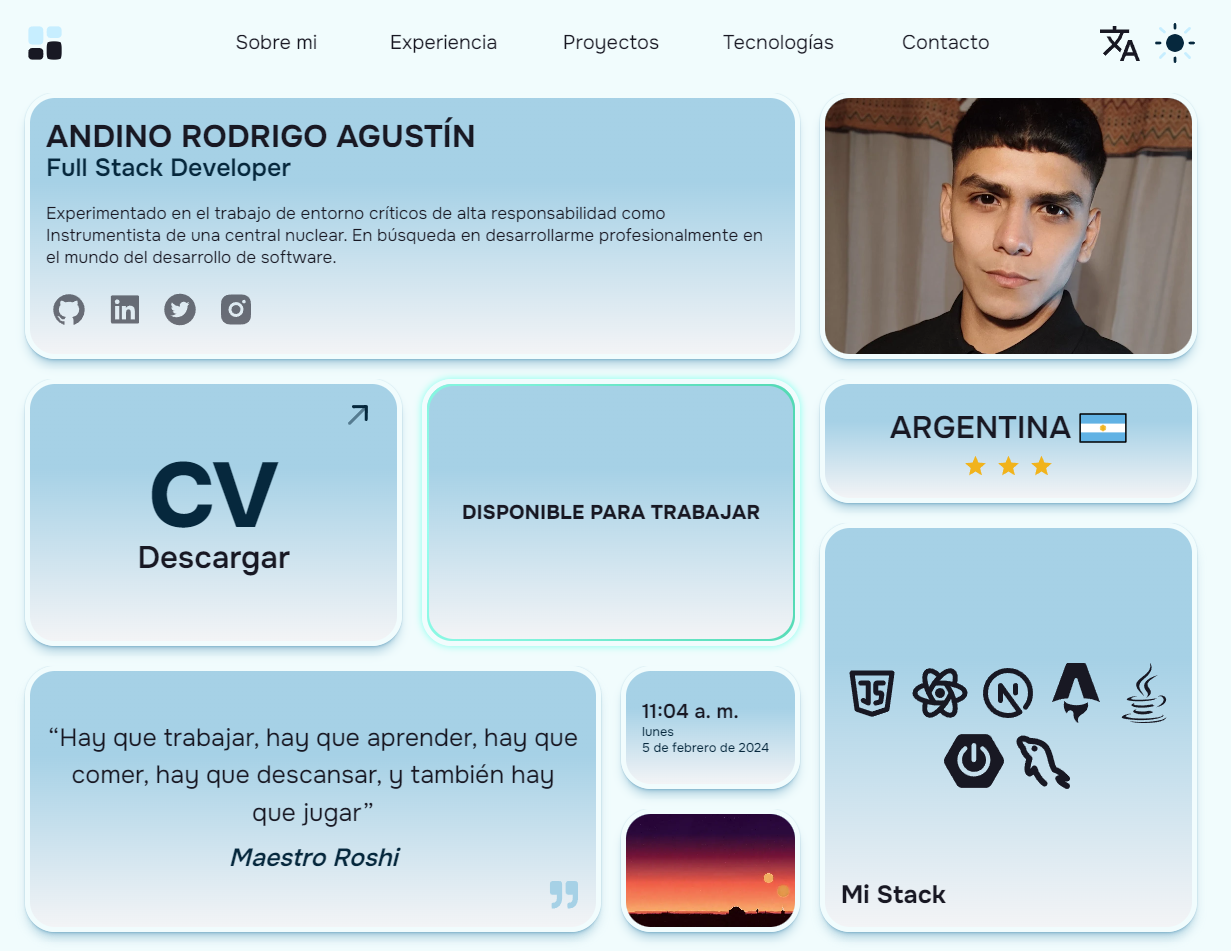 Sobre mi
Experiencia
Proyectos
Tecnologías
Contacto
ANDINO RODRIGO AGUSTÍN
Full Stack Developer
Experimentado en el trabajo de entorno críticos de alta responsabilidad como
Instrumentista de una central nuclear. En búsqueda en desarrollarme profesionalmente en
el mundo del desarrollo de software.
in
CV
Descargar
DISPONIBLE PARA TRABAJAR
ARGENTINA
“Hay que trabajar, hay que aprender, hay que
comer, hay que descansar, y también hay
que jugar”
Maestro Roshi
11:04 a. m.
lunes
5 de febrero de 2024
JS
N
Mi Stack